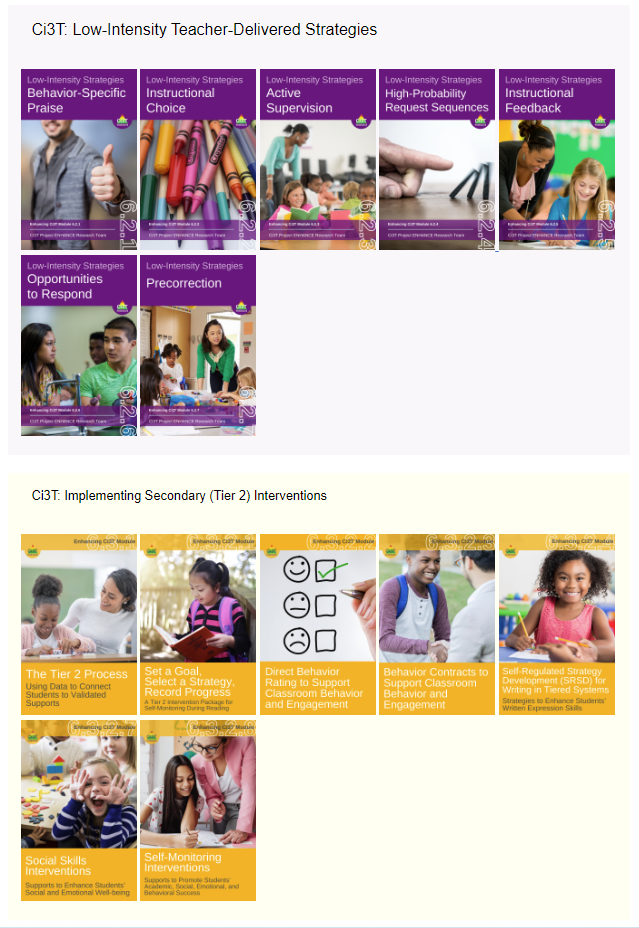 Ci3T: Low-Intensity Teacher-Delivered Strategies
Low-Intensity Strategies
Behavior-Specific
Praise
Enhancing Ci3T Module 6.2.1
Ci3T Project ENHANCE Research Team
6.2.1
Low-Intensity Strategies
Instructional
Choice
Enhancing Ci3T Module 6.2.2
Ci3T Project ENHANCE Research Team
6.2.2
Low-Intensity Strategies
Active
Supervision
Enhancing Ci3T Module 6.2.3
Ci3T Project ENHANCE Research Team
6.2.3
Low-Intensity Strategies
High-Probability
Request Sequences
Enhancing Ci3T Module 6.2.4
Ci3T Project ENHANCE Research Team
6.2.4
Low-Intensity Strategies
Instructional
Feedback
Enhancing Ci3T Module 6.2.5
Ci3T Project ENHANCE Research Team
6.2.5
Low-Intensity Strategies
Opportunities
to Respond
Enhancing Ci3T Module 6.2.6
Ci3T Project ENHANCE Research Team
6.2.6
Low-Intensity Strategies
Precorrection
Enhancing Ci3T Module 6.2.7
Ci3T Project ENHANCE Research Team
Ci3T: Implementing Secondary (Tier 2) Interventions
Enhancing Ci3T Module
The Tier 2 Process
Using Data to Connect
Students to Validated
Supports
Enhancing Ci3T Module
Set a Goal,
Select a Strategy,
Record Progress
A Tier 2 Intervention Package for
Self-Monitoring During Reading
Enhancing Ci3T Module
Direct Behavior
Rating to Support
Classroom Behavior
and Engagement
Enhancing Ci3T Module
Behavior Contracts to
Support Classroom
Behavior and
Engagement
Enhancing Ci3T Module
Self-Regulated Strategy
Development (SRSD) for
Writing in Tiered Systems
Strategies to Enhance Students'
Written Expression Skills
Enhancing Ci3T Module
Social Skills
Interventions
Supports to Enhance Students'
Social and Emotional Well-being
Enhancing Ci3T Module
Self-Monitoring
Interventions
Supports to Promote Students'
Academic, Social, Emotional, and
Behavioral Success